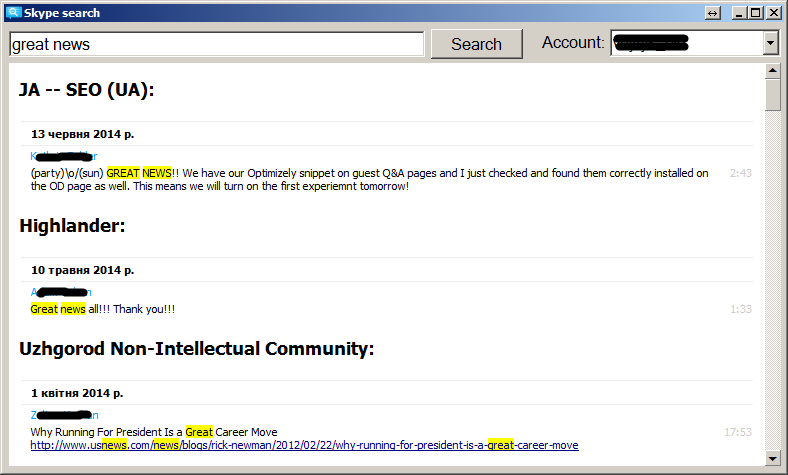 Skype search
great news
Search
Account:
JA -- SEO (UA):
13 червня 2014 р.
(party)\o/(sun) GREAT NEWS!! We have our Optimizely snippet on guest Q&A pages and I just checked and found them correctly installed on
2:43
the OD page as well. This means we will turn on the first experiemnt tomorrow!
Highlander:
10 травня 2014 р.
Great news all!!! Thank you!!!
1:33
Uzhgorod Non-Intellectual Community:
1 квітня 2014 р.
Why Running For President Is a Great Career Move
17:53
http://www.usnews.com/news/blogs/rick-newman/2012/02/22/why-running-for-president-is-a-great-career-move